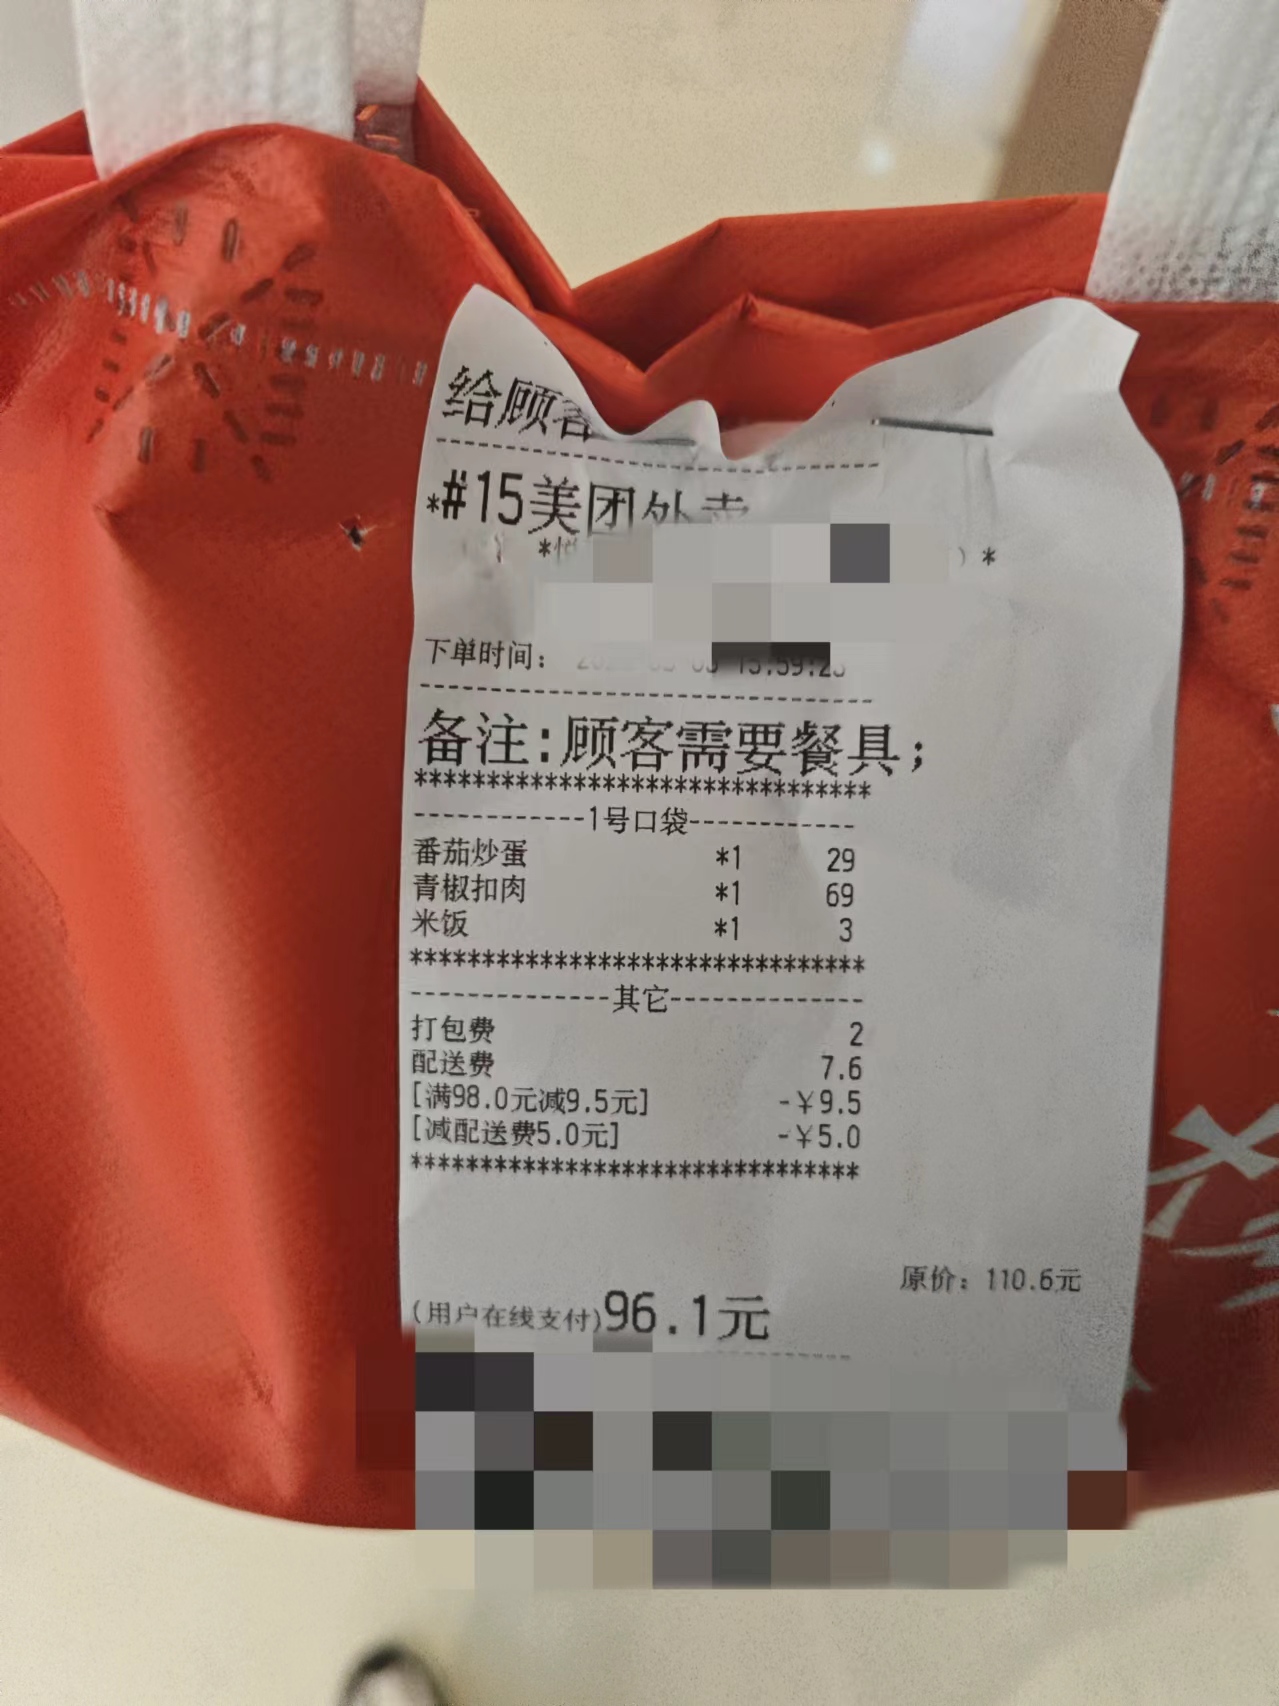 给顾客
*#15美团外卖
下单时间: 15:59:23
备注:顾客需要餐具;
********************************
------------1号口袋------------
番茄炒蛋 *1 29
青椒扣肉 *1 69
米饭 *1 3
********************************
--------------其它--------------
打包费 2
配送费 7.6
[满98.0元减9.5元] -¥9.5
[减配送费5.0元] -¥5.0
********************************
原价: 110.6元
(用户在线支付)96.1元